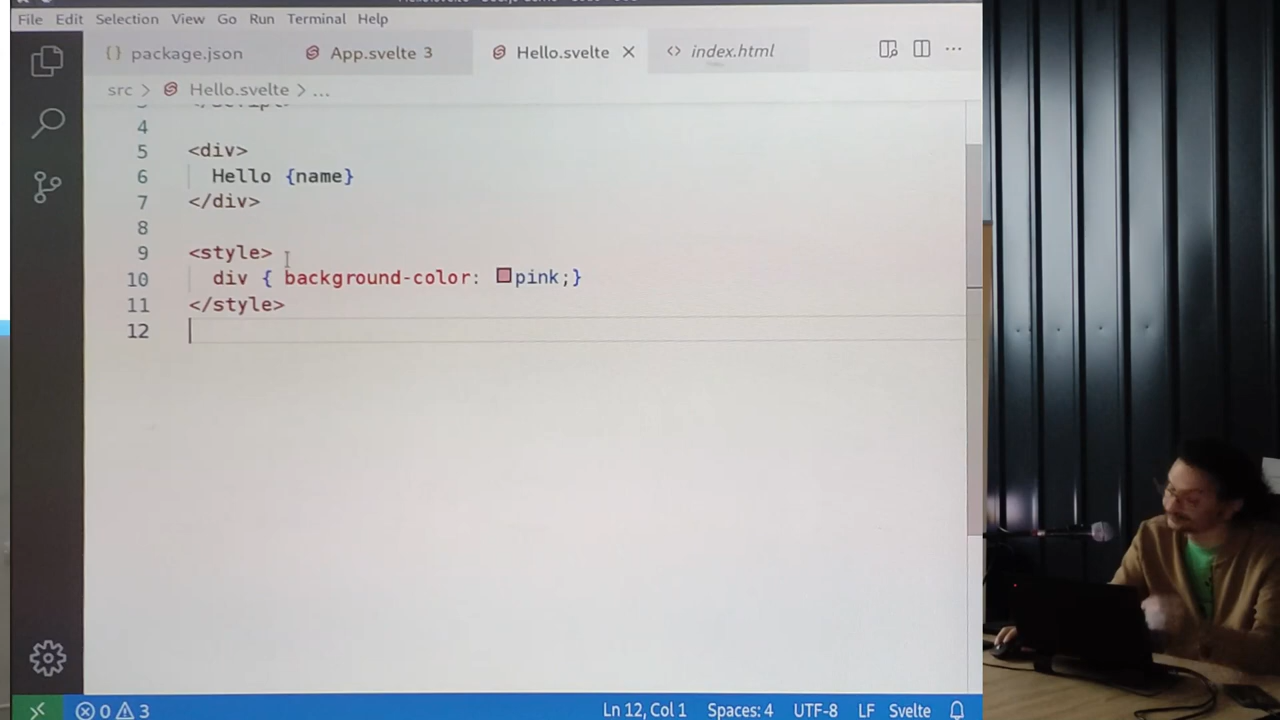 File Edit Selection View Go Run Terminal Help
{} package.json App.svelte 3 Hello.svelte × <> index.html ...
src > Hello.svelte > ...
4
5 <div>
6 Hello {name}
7 </div>
8
9 <style>
10 div { background-color: pink;}
11 </style>
12
0 3 Ln 12, Col 1 Spaces: 4 UTF-8 LF Svelte